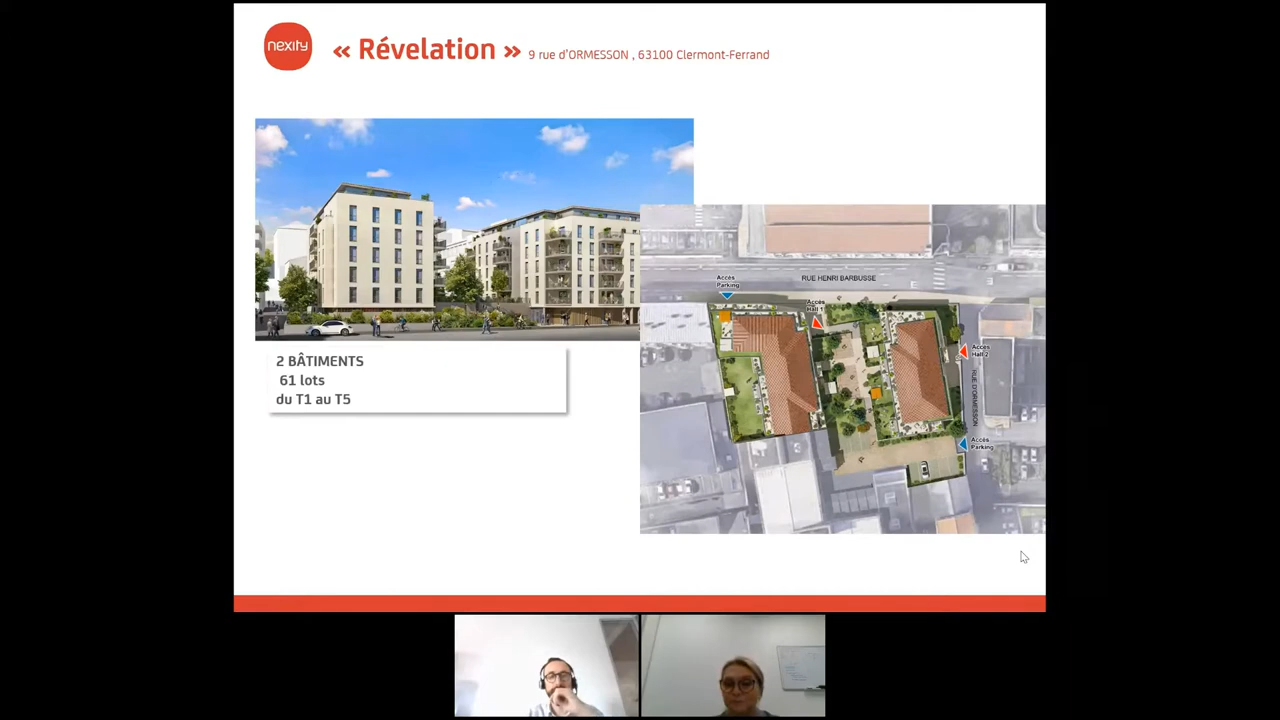 nexity
« Révelation » 9 rue d'ORMESSON , 63100 Clermont-Ferrand
2 BÂTIMENTS
61 lots
du T1 au T5
RUE HENRI BARBUSSE
Accès
Parking
Accès
Hall 1
Accès
Hall 2
RUE D'ORMESSON
Accès
Parking